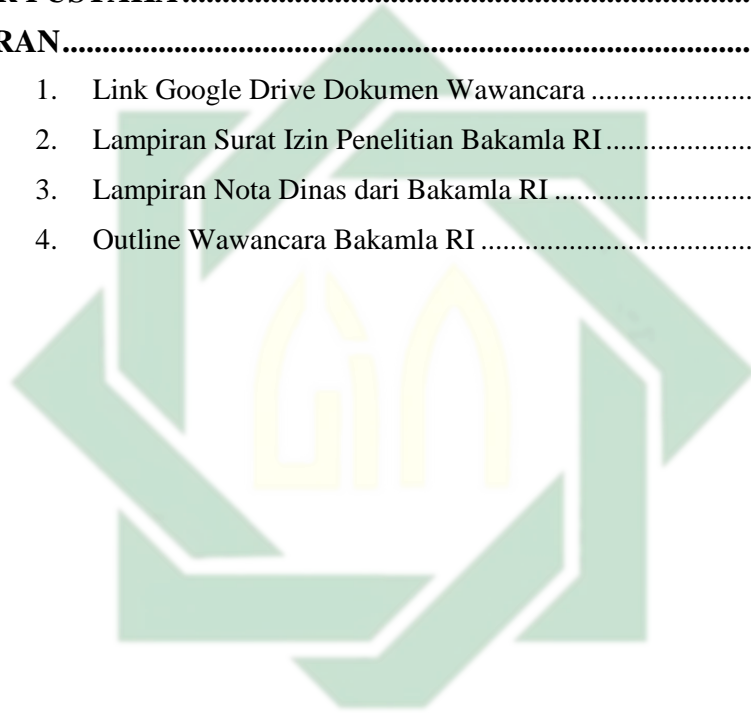 RAN......................................................................................
1. Link Google Drive Dokumen Wawancara ....................
2. Lampiran Surat Izin Penelitian Bakamla RI..................
3. Lampiran Nota Dinas dari Bakamla RI .........................
4. Outline Wawancara Bakamla RI ..................................